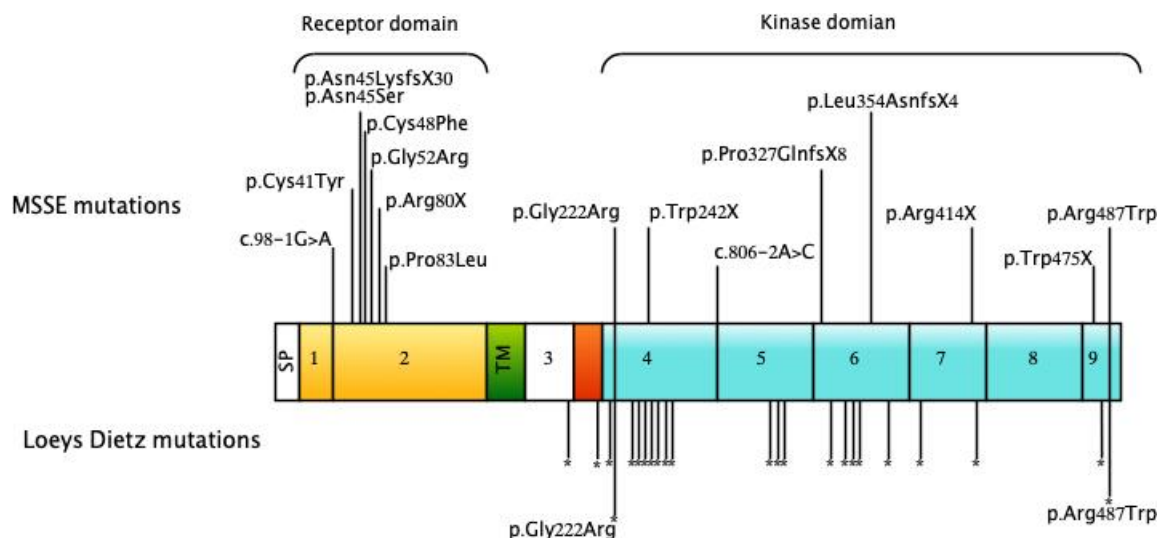 Receptor domain
Kinase domian
p.Asn45LysfsX30
p.Asn45Ser
p.Leu354AsnfsX4
p.Cys48Phe
p.Gly52Arg
p.Pro327GlnfsX8
p.Cys41Tyr
MSSE mutations
p.Arg80X
p.Gly222Arg
p.Trp242X
p.Arg414X
p.Arg487Trp
c.98-1G>A
p.Pro83Leu
c.806-2A>C
p.Trp475X
SP
1
2
TM
3
4
5
6
7
8
9
Loeys Dietz mutations
* * * * * * * * * * * * * * * * * * * * *
* *
p.Gly222Arg
p.Arg487Trp